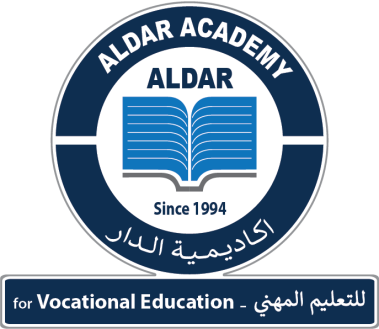 ALDAR ACADEMY
ALDAR
Since 1994
اكاديمية الدار
for Vocational Education - للتعليم المهني